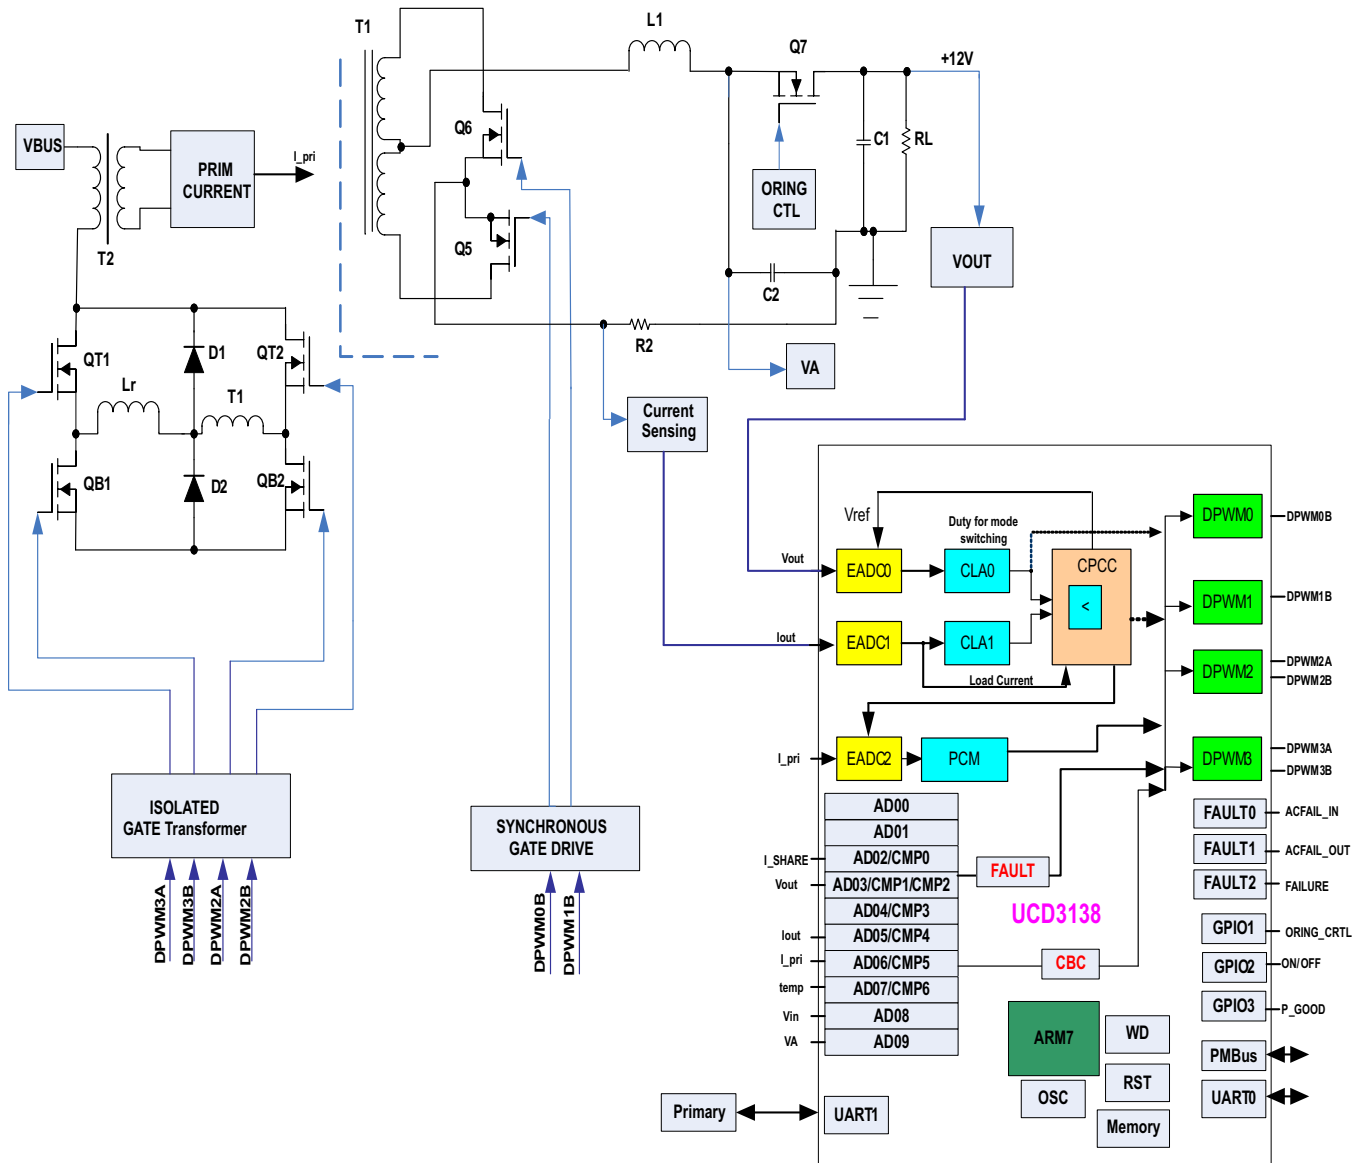 T1
L1
Q7
+12V
VBUS
PRIM
CURRENT
I_pri
Q6
C1
RL
ORING
CTL
T2
Q5
VOUT
C2
R2
VA
QT1
D1
QT2
Lr
T1
QB1
D2
QB2
Current
Sensing
Vref
Duty for mode
switching
Vout
EADC0
CLA0
CPCC
<
DPWM0
DPWM0B
DPWM1
DPWM1B
Iout
EADC1
CLA1
Load Current
DPWM2
DPWM2A
DPWM2B
I_pri
EADC2
PCM
DPWM3
DPWM3A
DPWM3B
ISOLATED
GATE Transformer
SYNCHRONOUS
GATE DRIVE
DPWM3A
DPWM3B
DPWM2A
DPWM2B
DPWM0B
DPWM1B
AD00
AD01
I_SHARE
AD02/CMP0
Vout
AD03/CMP1/CMP2
AD04/CMP3
Iout
AD05/CMP4
I_pri
AD06/CMP5
temp
AD07/CMP6
Vin
AD08
VA
AD09
FAULT
UCD3138
CBC
FAULT0
ACFAIL_IN
FAULT1
ACFAIL_OUT
FAULT2
FAILURE
GPIO1
ORING_CRTL
GPIO2
ON/OFF
GPIO3
P_GOOD
ARM7
WD
PMBus
OSC
RST
UART0
Memory
Primary
UART1